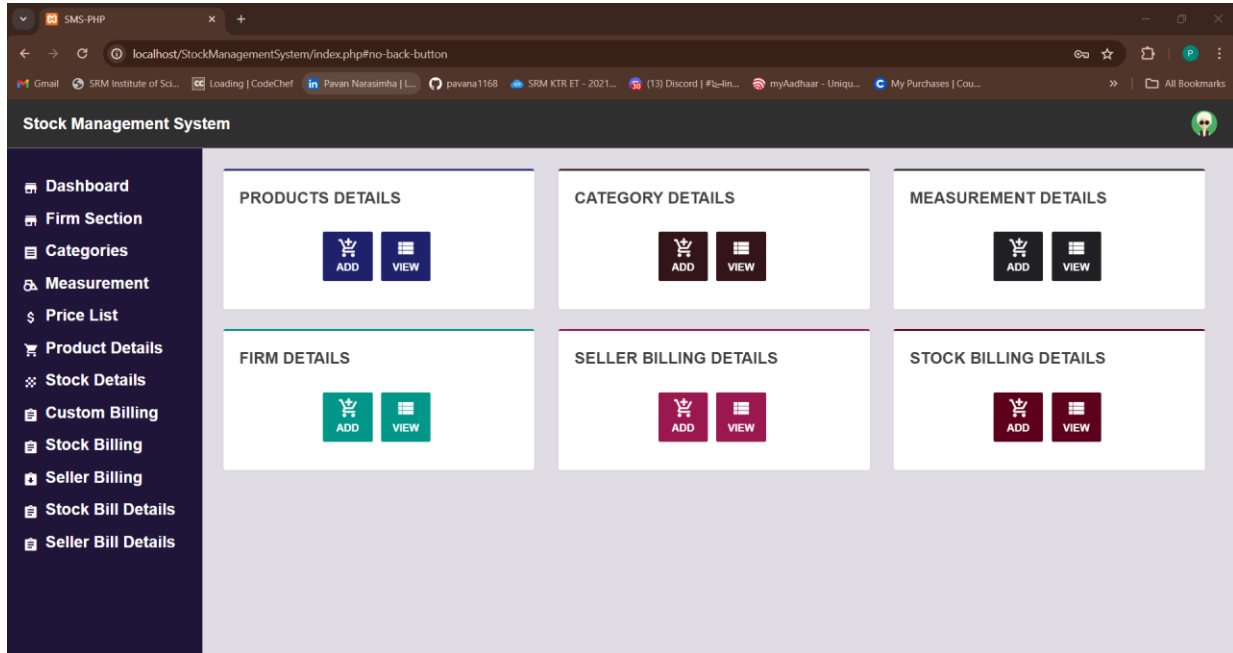 SMS-PHP
localhost/StockManagementSystem/index.php#no-back-button
P
Gmail SRM Institute of Sci... CC Loading | CodeChef in Pavan Narasimha | L... pavana1168 SRM KTR ET - 2021... 50 (13) Discord | #... myAadhaar - Uniqu... C My Purchases | Cou... » All Bookmarks
Stock Management System
Dashboard
Firm Section
Categories
Measurement
Price List
Product Details
Stock Details
Custom Billing
Stock Billing
Seller Billing
Stock Bill Details
Seller Bill Details
PRODUCTS DETAILS
ADD VIEW
CATEGORY DETAILS
ADD VIEW
MEASUREMENT DETAILS
ADD VIEW
FIRM DETAILS
ADD VIEW
SELLER BILLING DETAILS
ADD VIEW
STOCK BILLING DETAILS
ADD VIEW